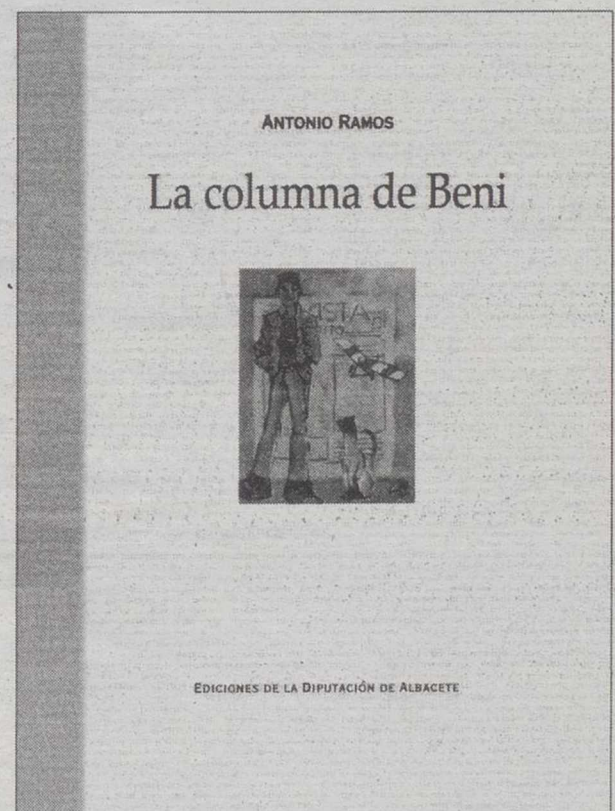 ANTONIO RAMOS
La columna de Beni
EDICIONES DE LA DIPUTACIÓN DE ALBACETE